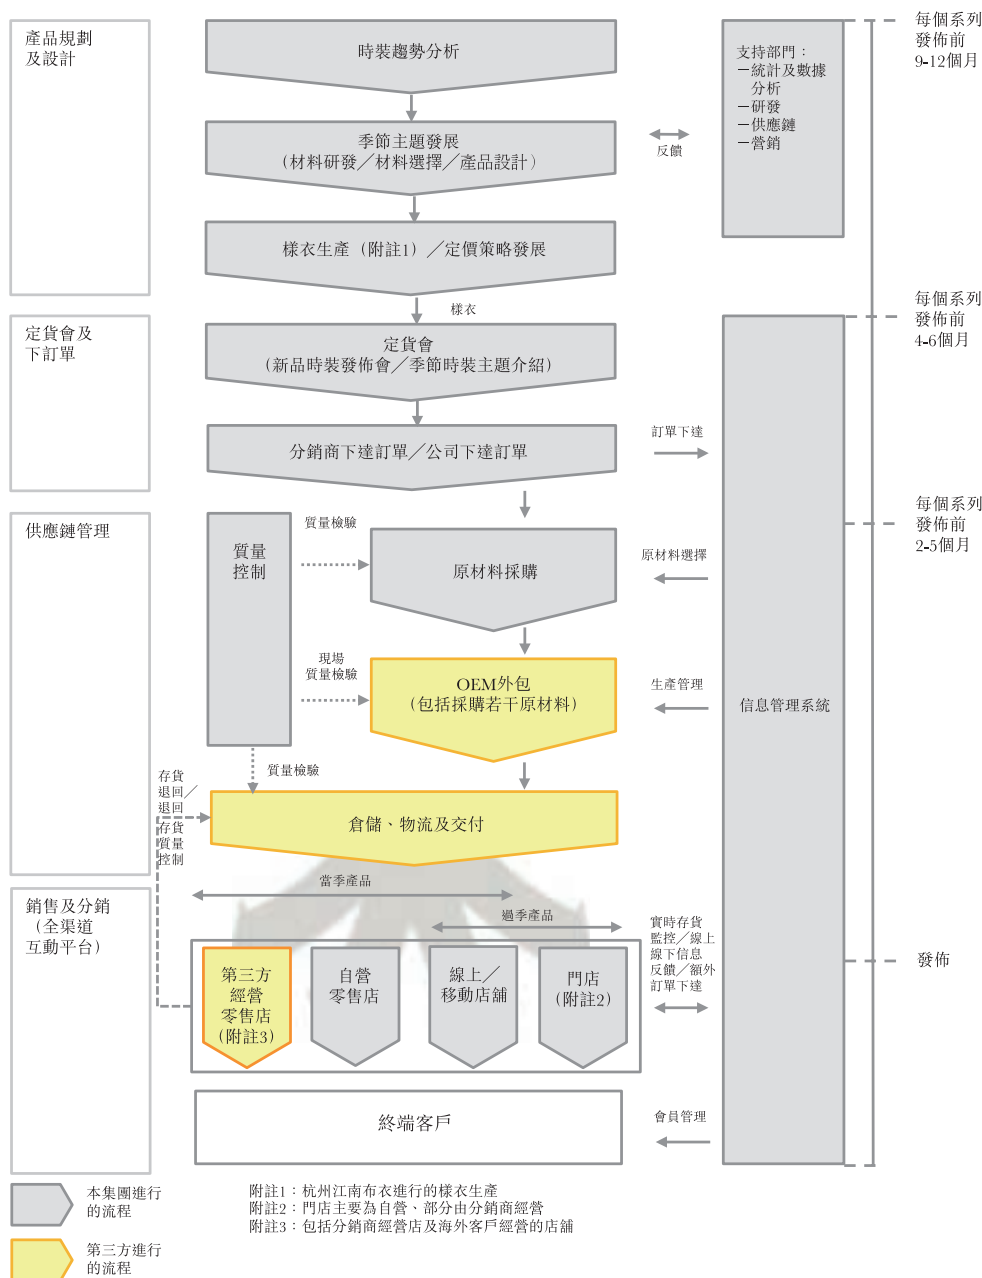 產品規劃
及設計
時裝趨勢分析
支持部門：
－統計及數據
分析
－研發
－供應鏈
－營銷
每個系列
發佈前
9-12個月
季節主題發展
（材料研發／材料選擇／產品設計）
反饋
樣衣生產（附註1）／定價策略發展
樣衣
每個系列
發佈前
4-6個月
定貨會及
下訂單
定貨會
（新品時裝發佈會／季節時裝主題介紹）
分銷商下達訂單／公司下達訂單
訂單下達
供應鏈管理
質量
控制
質量檢驗
原材料採購
原材料選擇
每個系列
發佈前
2-5個月
現場
質量檢驗
OEM外包
（包括採購若干原材料）
生產管理
信息管理系統
質量檢驗
存貨
退回／
退回
存貨
質量
控制
倉儲、物流及交付
銷售及分銷
（全渠道
互動平台）
當季產品
過季產品
實時存貨
監控／線上
線下信息
反饋／額外
訂單下達
發佈
第三方
經營
零售店
（附註3）
自營
零售店
線上／
移動店舖
門店
（附註2）
終端客戶
會員管理
本集團進行
的流程
第三方進行
的流程
附註1：杭州江南布衣進行的樣衣生產
附註2：門店主要為自營、部分由分銷商經營
附註3：包括分銷商經營店及海外客戶經營的店舖